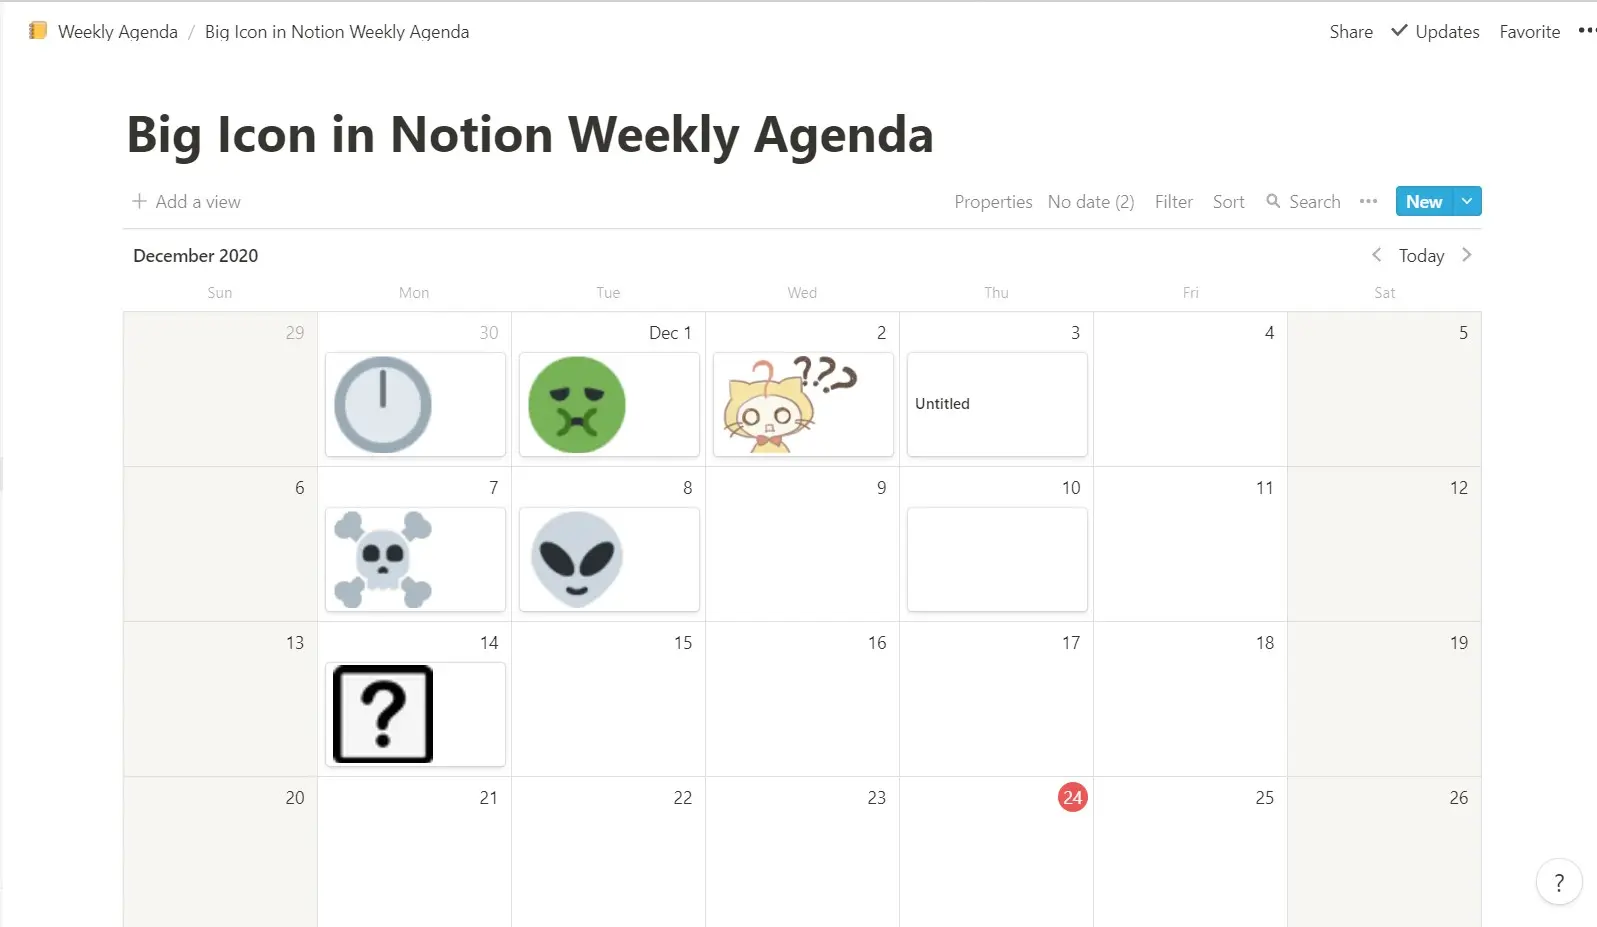 Weekly Agenda / Big Icon in Notion Weekly Agenda
Share Updates Favorite
Big Icon in Notion Weekly Agenda
Add a view
Properties No date (2) Filter Sort Search New
December 2020
Today
Sun Mon Tue Wed Thu Fri Sat
29 30 Dec 1 2 3 4 5
???
Untitled
6 7 8 9 10 11 12
13 14 15 16 17 18 19
?
20 21 22 23 24 25 26
?